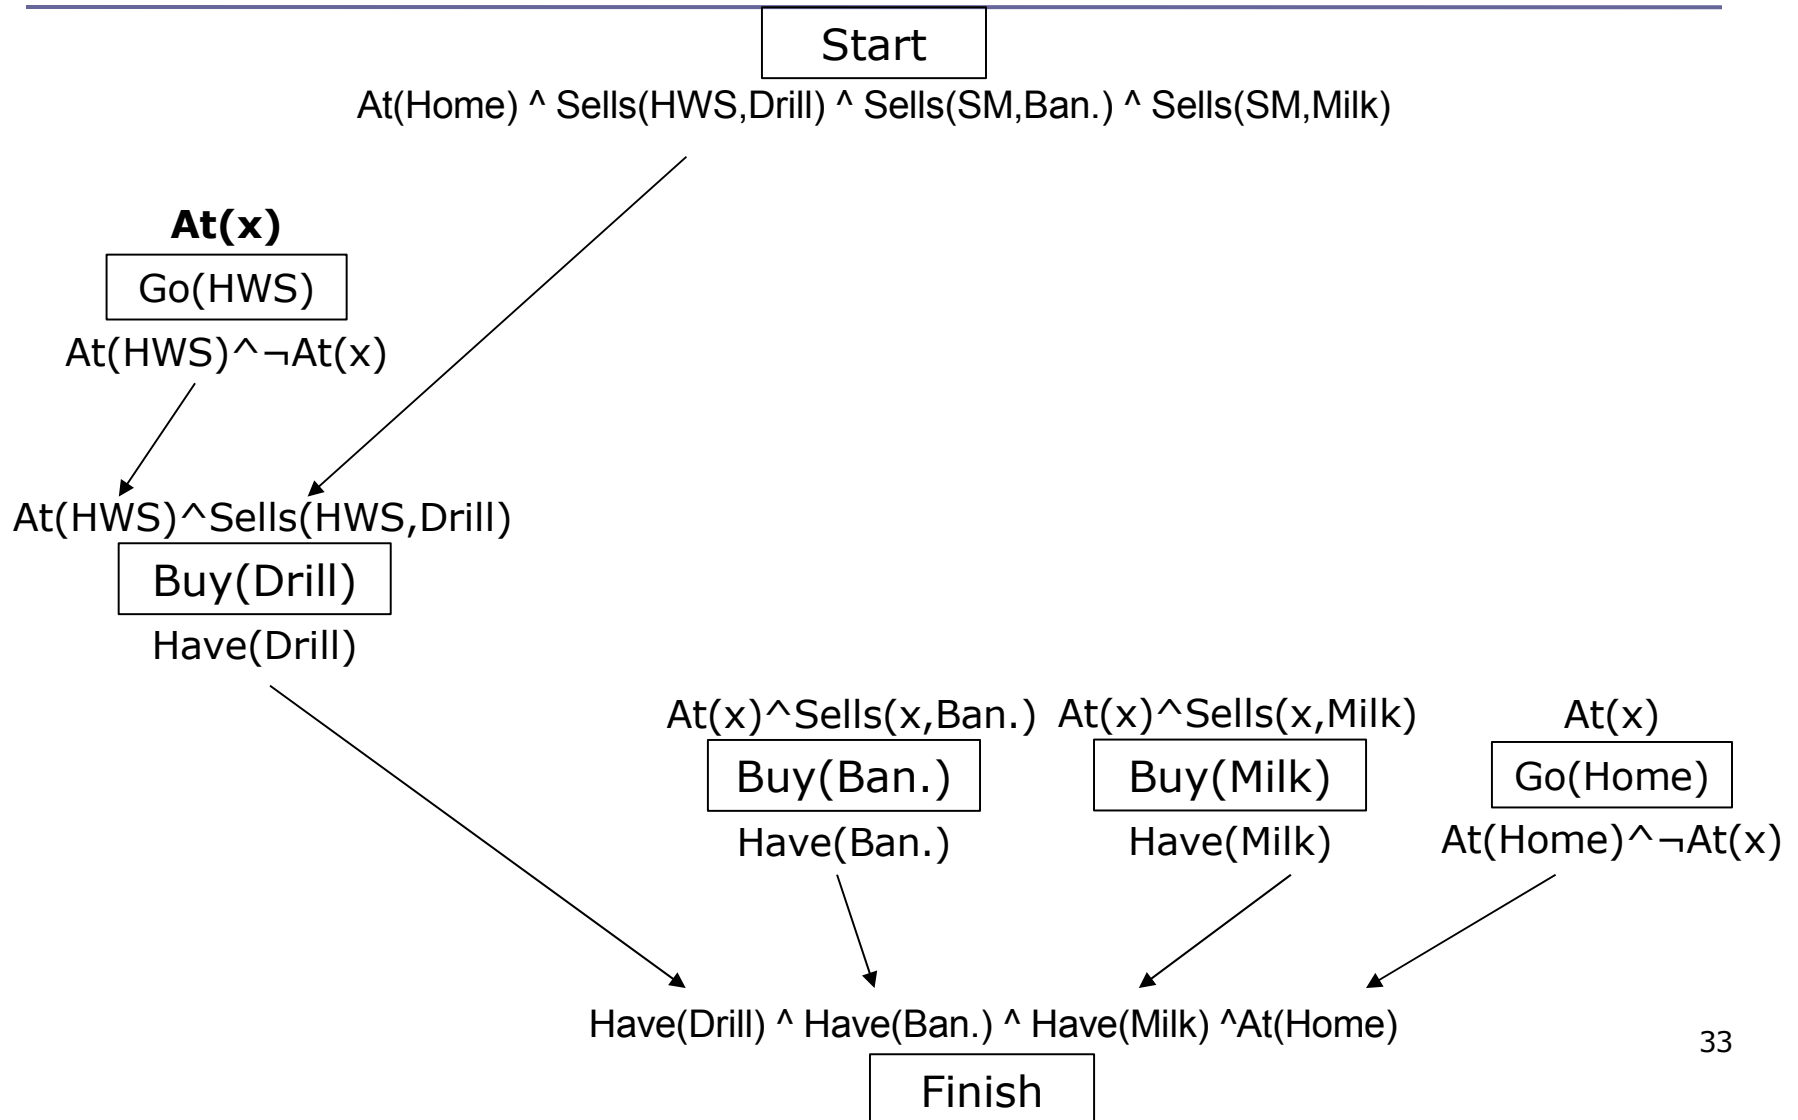 Start
At(Home) ^ Sells(HWS,Drill) ^ Sells(SM,Ban.) ^ Sells(SM,Milk)
At(x)
Go(HWS)
At(HWS)^¬At(x)
At(HWS)^Sells(HWS,Drill)
Buy(Drill)
Have(Drill)
At(x)^Sells(x,Ban.) At(x)^Sells(x,Milk) At(x)
Buy(Ban.) Buy(Milk) Go(Home)
Have(Ban.) Have(Milk) At(Home)^¬At(x)
Have(Drill) ^ Have(Ban.) ^ Have(Milk) ^At(Home)
33
Finish